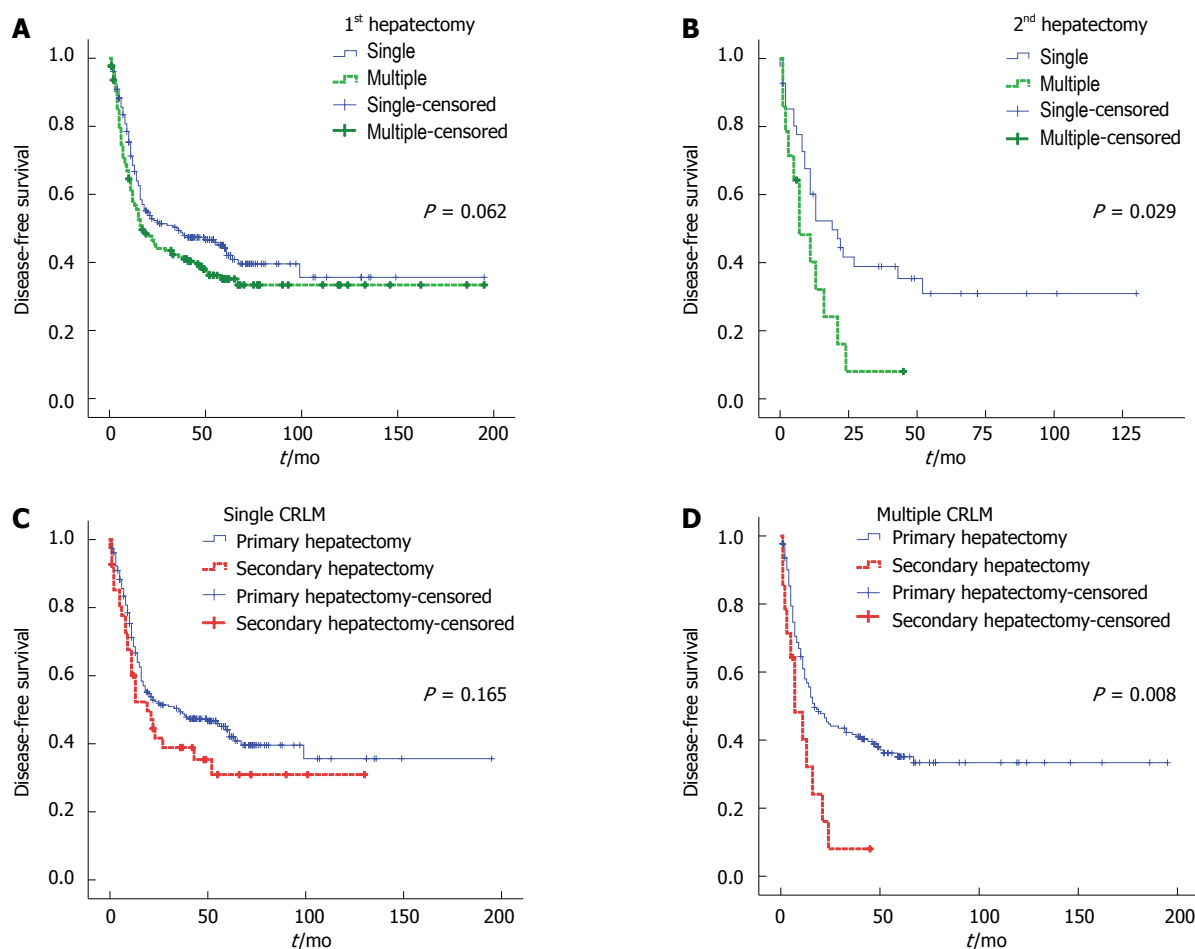 A
1st hepatectomy
Single
Multiple
Single-censored
Multiple-censored
P = 0.062
Disease-free survival
1.0
0.8
0.6
0.4
0.2
0.0
0 50 100 150 200
t/mo
B
2nd hepatectomy
Single
Multiple
Single-censored
Multiple-censored
P = 0.029
Disease-free survival
1.0
0.8
0.6
0.4
0.2
0.0
0 25 50 75 100 125
t/mo
C
Single CRLM
Primary hepatectomy
Secondary hepatectomy
Primary hepatectomy-censored
Secondary hepatectomy-censored
P = 0.165
Disease-free survival
1.0
0.8
0.6
0.4
0.2
0.0
0 50 100 150 200
t/mo
D
Multiple CRLM
Primary hepatectomy
Secondary hepatectomy
Primary hepatectomy-censored
Secondary hepatectomy-censored
P = 0.008
Disease-free survival
1.0
0.8
0.6
0.4
0.2
0.0
0 50 100 150 200
t/mo